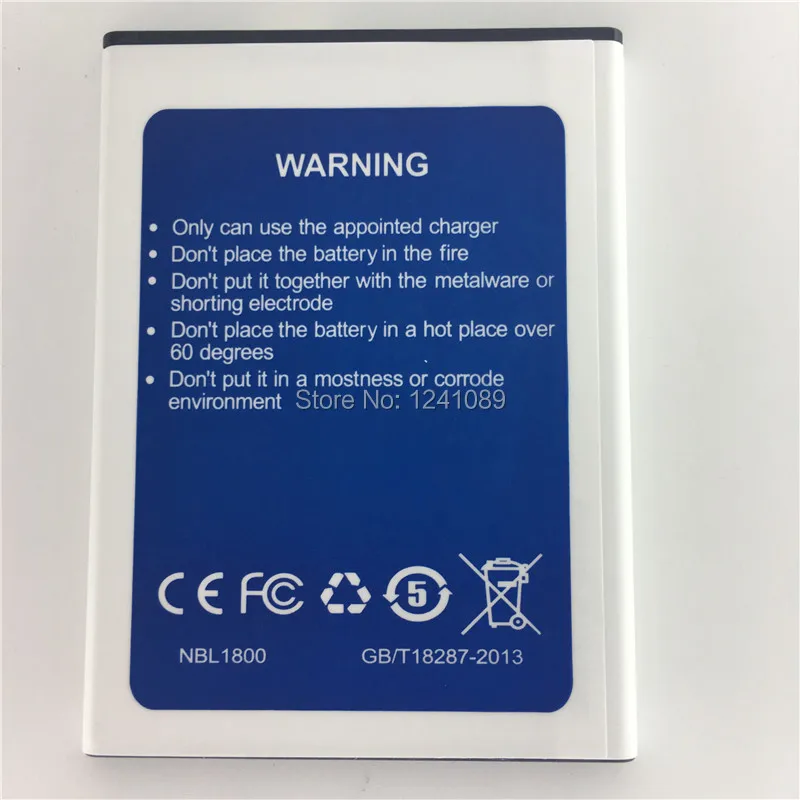 WARNING
• Only can use the appointed charger
• Don't place the battery in the fire
• Don't put it together with the metalware or
shorting electrode
• Don't place the battery in a hot place over
60 degrees
• Don't put it in a mostness or corrode
environment
Store No: 1241089
CE FC 5
NBL1800 GB/T18287-2013